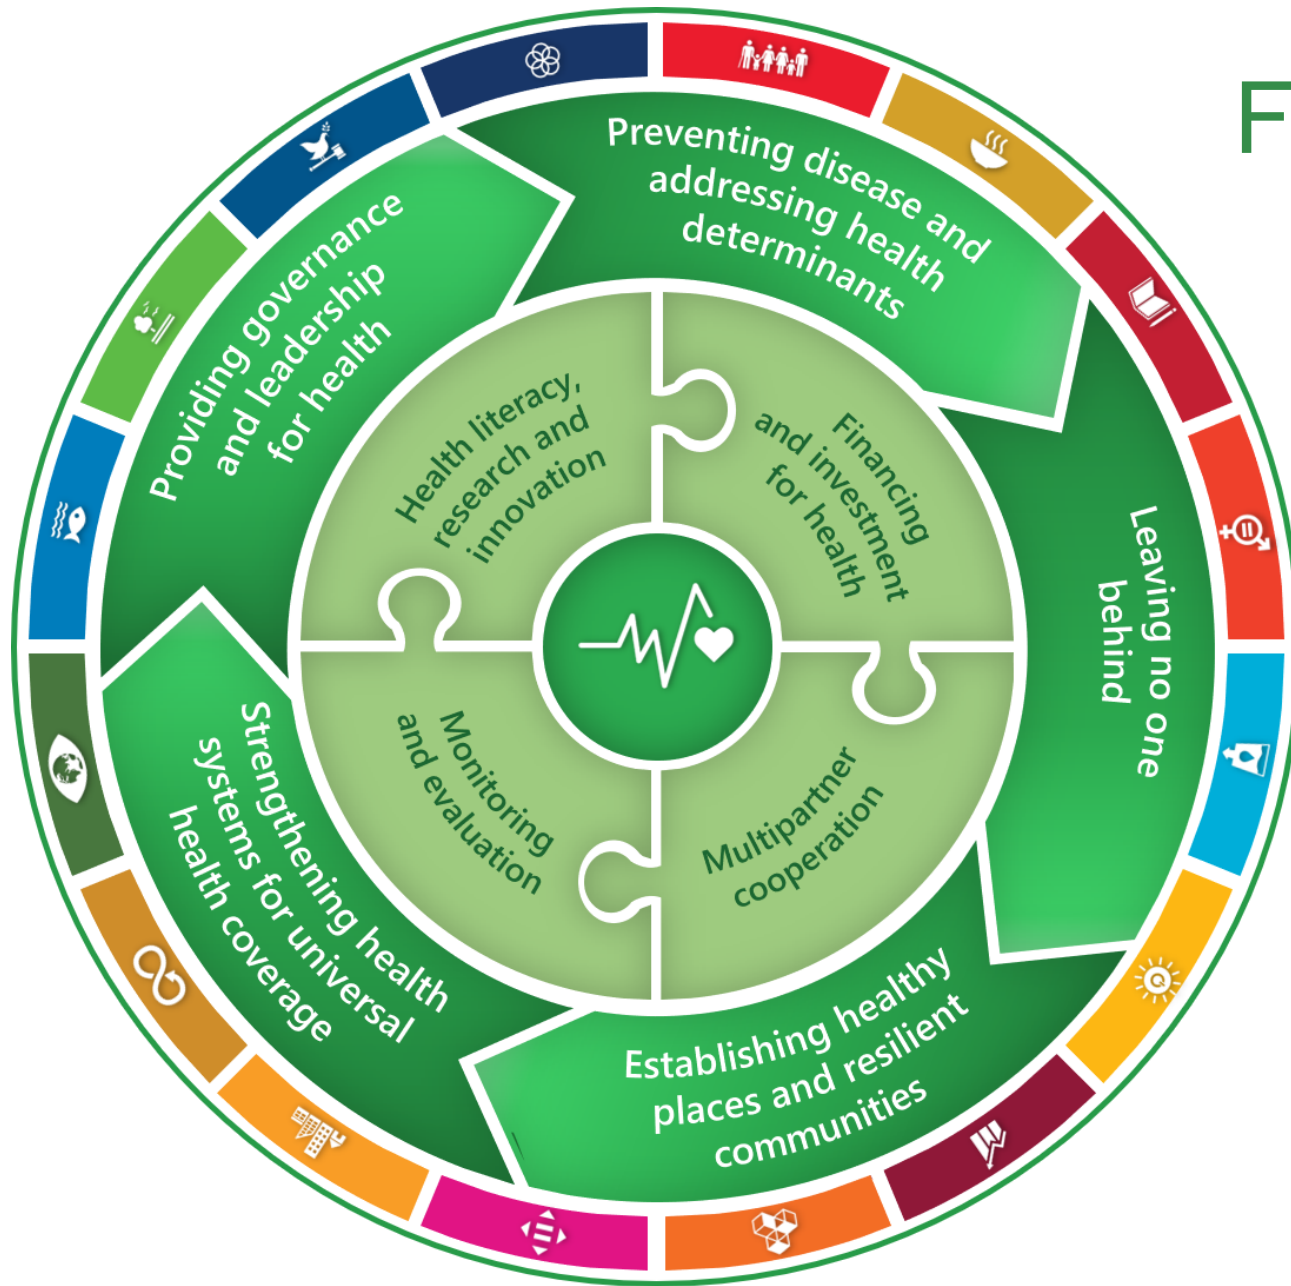 F
Preventing disease and
addressing health
determinants
Leaving no one
behind
Establishing healthy
places and resilient
communities
Strengthening health
systems for universal
health coverage
Providing governance
and leadership
for health
Health literacy,
research and
innovation
Financing
and investment
for health
Multipartner
cooperation
Monitoring
and evaluation